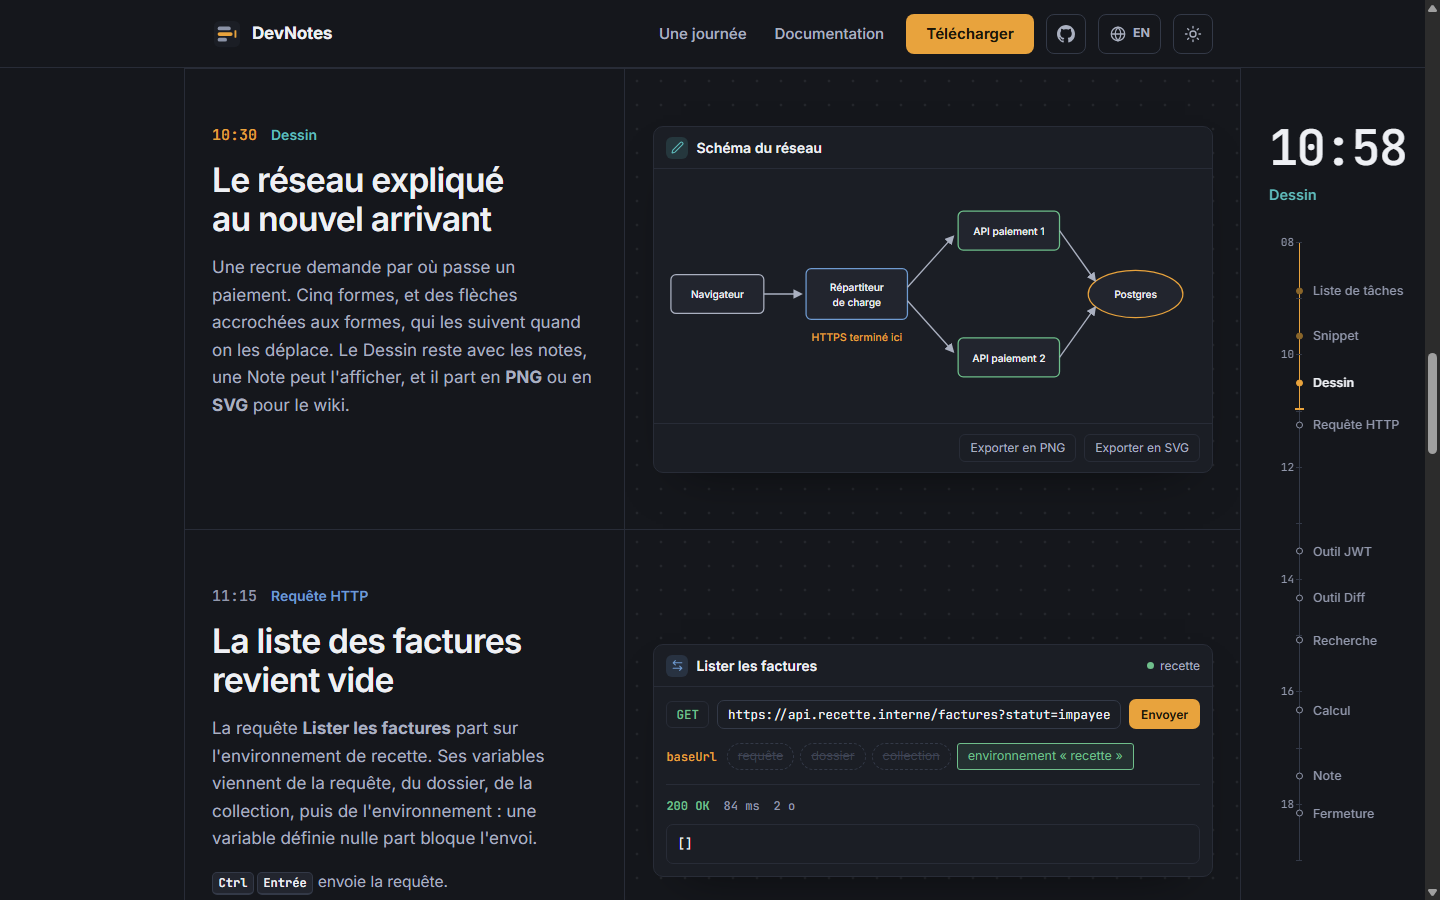 DevNotes
Une journée
Documentation
Télécharger
EN
10:30 Dessin
Le réseau expliqué
au nouvel arrivant
Une recrue demande par où passe un
paiement. Cinq formes, et des flèches
accrochées aux formes, qui les suivent quand
on les déplace. Le Dessin reste avec les notes,
une Note peut l'afficher, et il part en PNG ou en
SVG pour le wiki.
Schéma du réseau
Navigateur
Répartiteur
de charge
HTTPS terminé ici
API paiement 1
API paiement 2
Postgres
Exporter en PNG
Exporter en SVG
11:15 Requête HTTP
La liste des factures
revient vide
La requête Lister les factures part sur
l'environnement de recette. Ses variables
viennent de la requête, du dossier, de la
collection, puis de l'environnement : une
variable définie nulle part bloque l'envoi.
Ctrl Entrée envoie la requête.
Lister les factures
recette
GET
https://api.recette.interne/factures?statut=impayee
Envoyer
baseUrl requête dossier collection environnement « recette »
200 OK 84 ms 2 o
[]
10:58
Dessin
08
Liste de tâches
Snippet
10
Dessin
Requête HTTP
12
Outil JWT
14
Outil Diff
Recherche
16
Calcul
Note
18
Fermeture